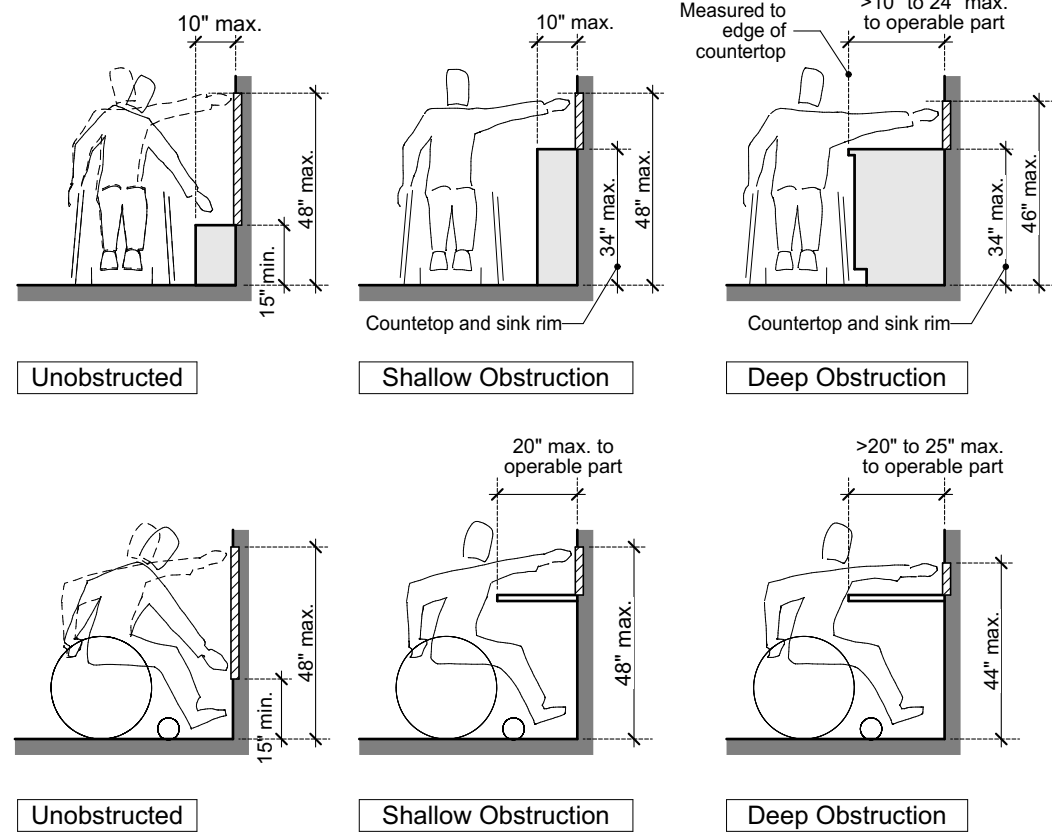 10" max.
48" max.
15" min.
Unobstructed
10" max.
34" max.
48" max.
Countetop and sink rim
Shallow Obstruction
Measured to
edge of
countertop
>10" to 24" max.
to operable part
34" max.
46" max.
Countertop and sink rim
Deep Obstruction
48" max.
15" min.
Unobstructed
20" max. to
operable part
48" max.
Shallow Obstruction
>20" to 25" max.
to operable part
44" max.
Deep Obstruction